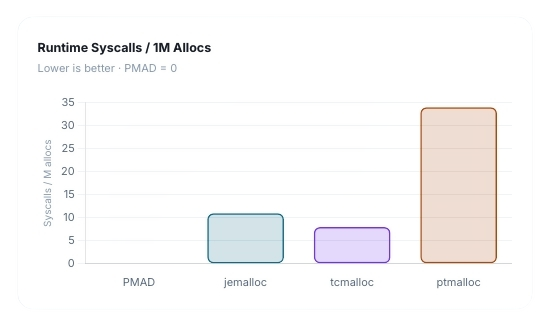 Runtime Syscalls / 1M Allocs
Lower is better · PMAD = 0
Syscalls / M allocs
35
30
25
20
15
10
5
0
PMAD jemalloc tcmalloc ptmalloc